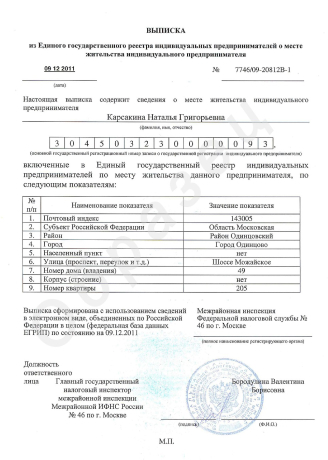 ВЫПИСКА
из Единого государственного реестра индивидуальных предпринимателей о месте
жительства индивидуального предпринимателя
09 12 2011 № 7746/09-20812В-1
(дата)
Настоящая выписка содержит сведения о месте жительства индивидуального
предпринимателя
Карсакина Наталья Григорьевна
(фамилия, имя, отчество)
3 0 4 5 0 3 2 3 0 0 0 0 0 9 3
(основной государственный регистрационный номер записи о государственной регистрации индивидуального предпринимателя)
включенные в Единый государственный реестр индивидуальных
предпринимателей по месту жительства данного предпринимателя, по
следующим показателям:
№ п/п Наименование показателя Значение показателя
1. Почтовый индекс 143005
2. Субъект Российской Федерации Область Московская
3. Район Район Одинцовский
4. Город Город Одинцово
5. Населенный пункт нет
6. Улица (проспект, переулок и т.д.) Шоссе Можайское
7. Номер дома (владения) 49
8. Корпус (строение) нет
9. Номер квартиры 205
Выписка сформирована с использованием сведений
в электронном виде, объединенных по Российской
Федерации в целом (федеральная база данных
ЕГРИП) по состоянию на 09.12.2011
Межрайонная инспекция
Федеральной налоговой службы №
46 по г. Москве
(полное наименование регистрирующего органа)
Должность
ответственного
лица Главный государственный
налоговый инспектор
межрайонной инспекции
Межрайонной ИФНС России
№ 46 по г. Москве
Бородулина Валентина
Борисовна
(подпись) (Ф.И.О.)
М.П.
Образец